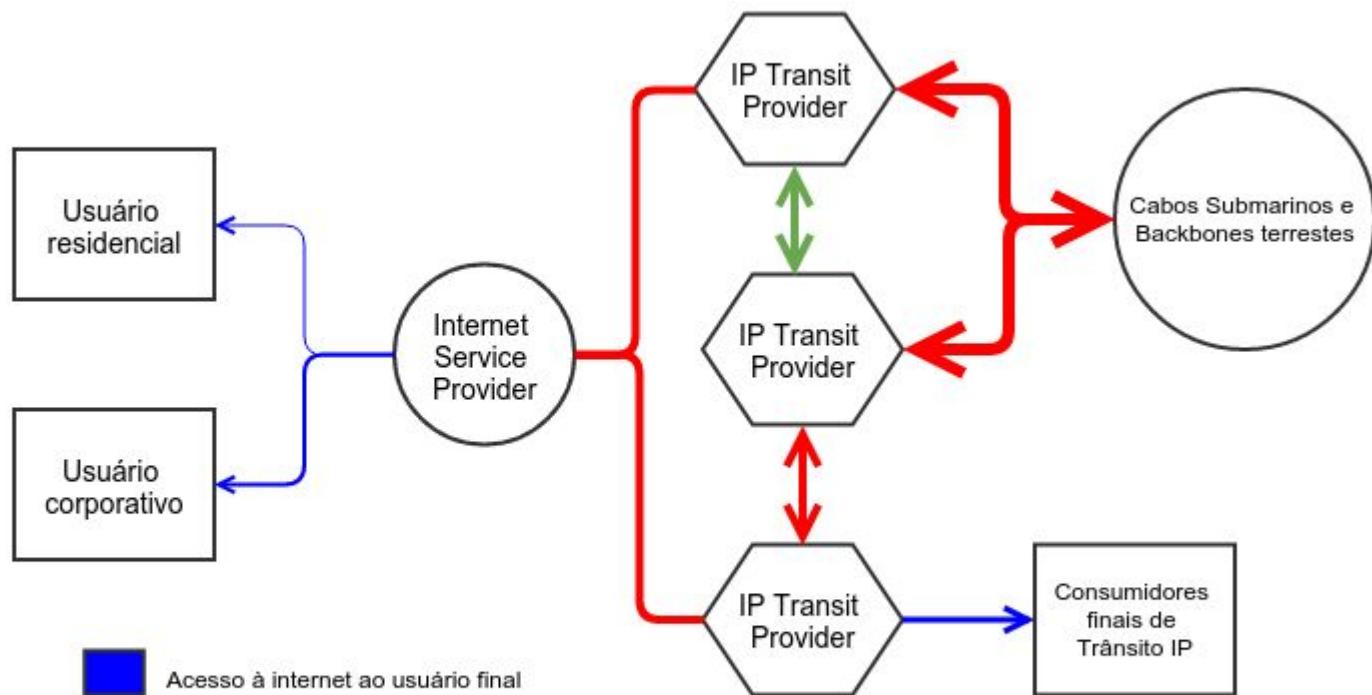 IP Transit
Provider
Usuário
residencial
Cabos Submarinos e
Backbones terrestes
Internet
Service
Provider
IP Transit
Provider
Usuário
corporativo
IP Transit
Provider
Consumidores
finais de
Trânsito IP
Acesso à internet ao usuário final